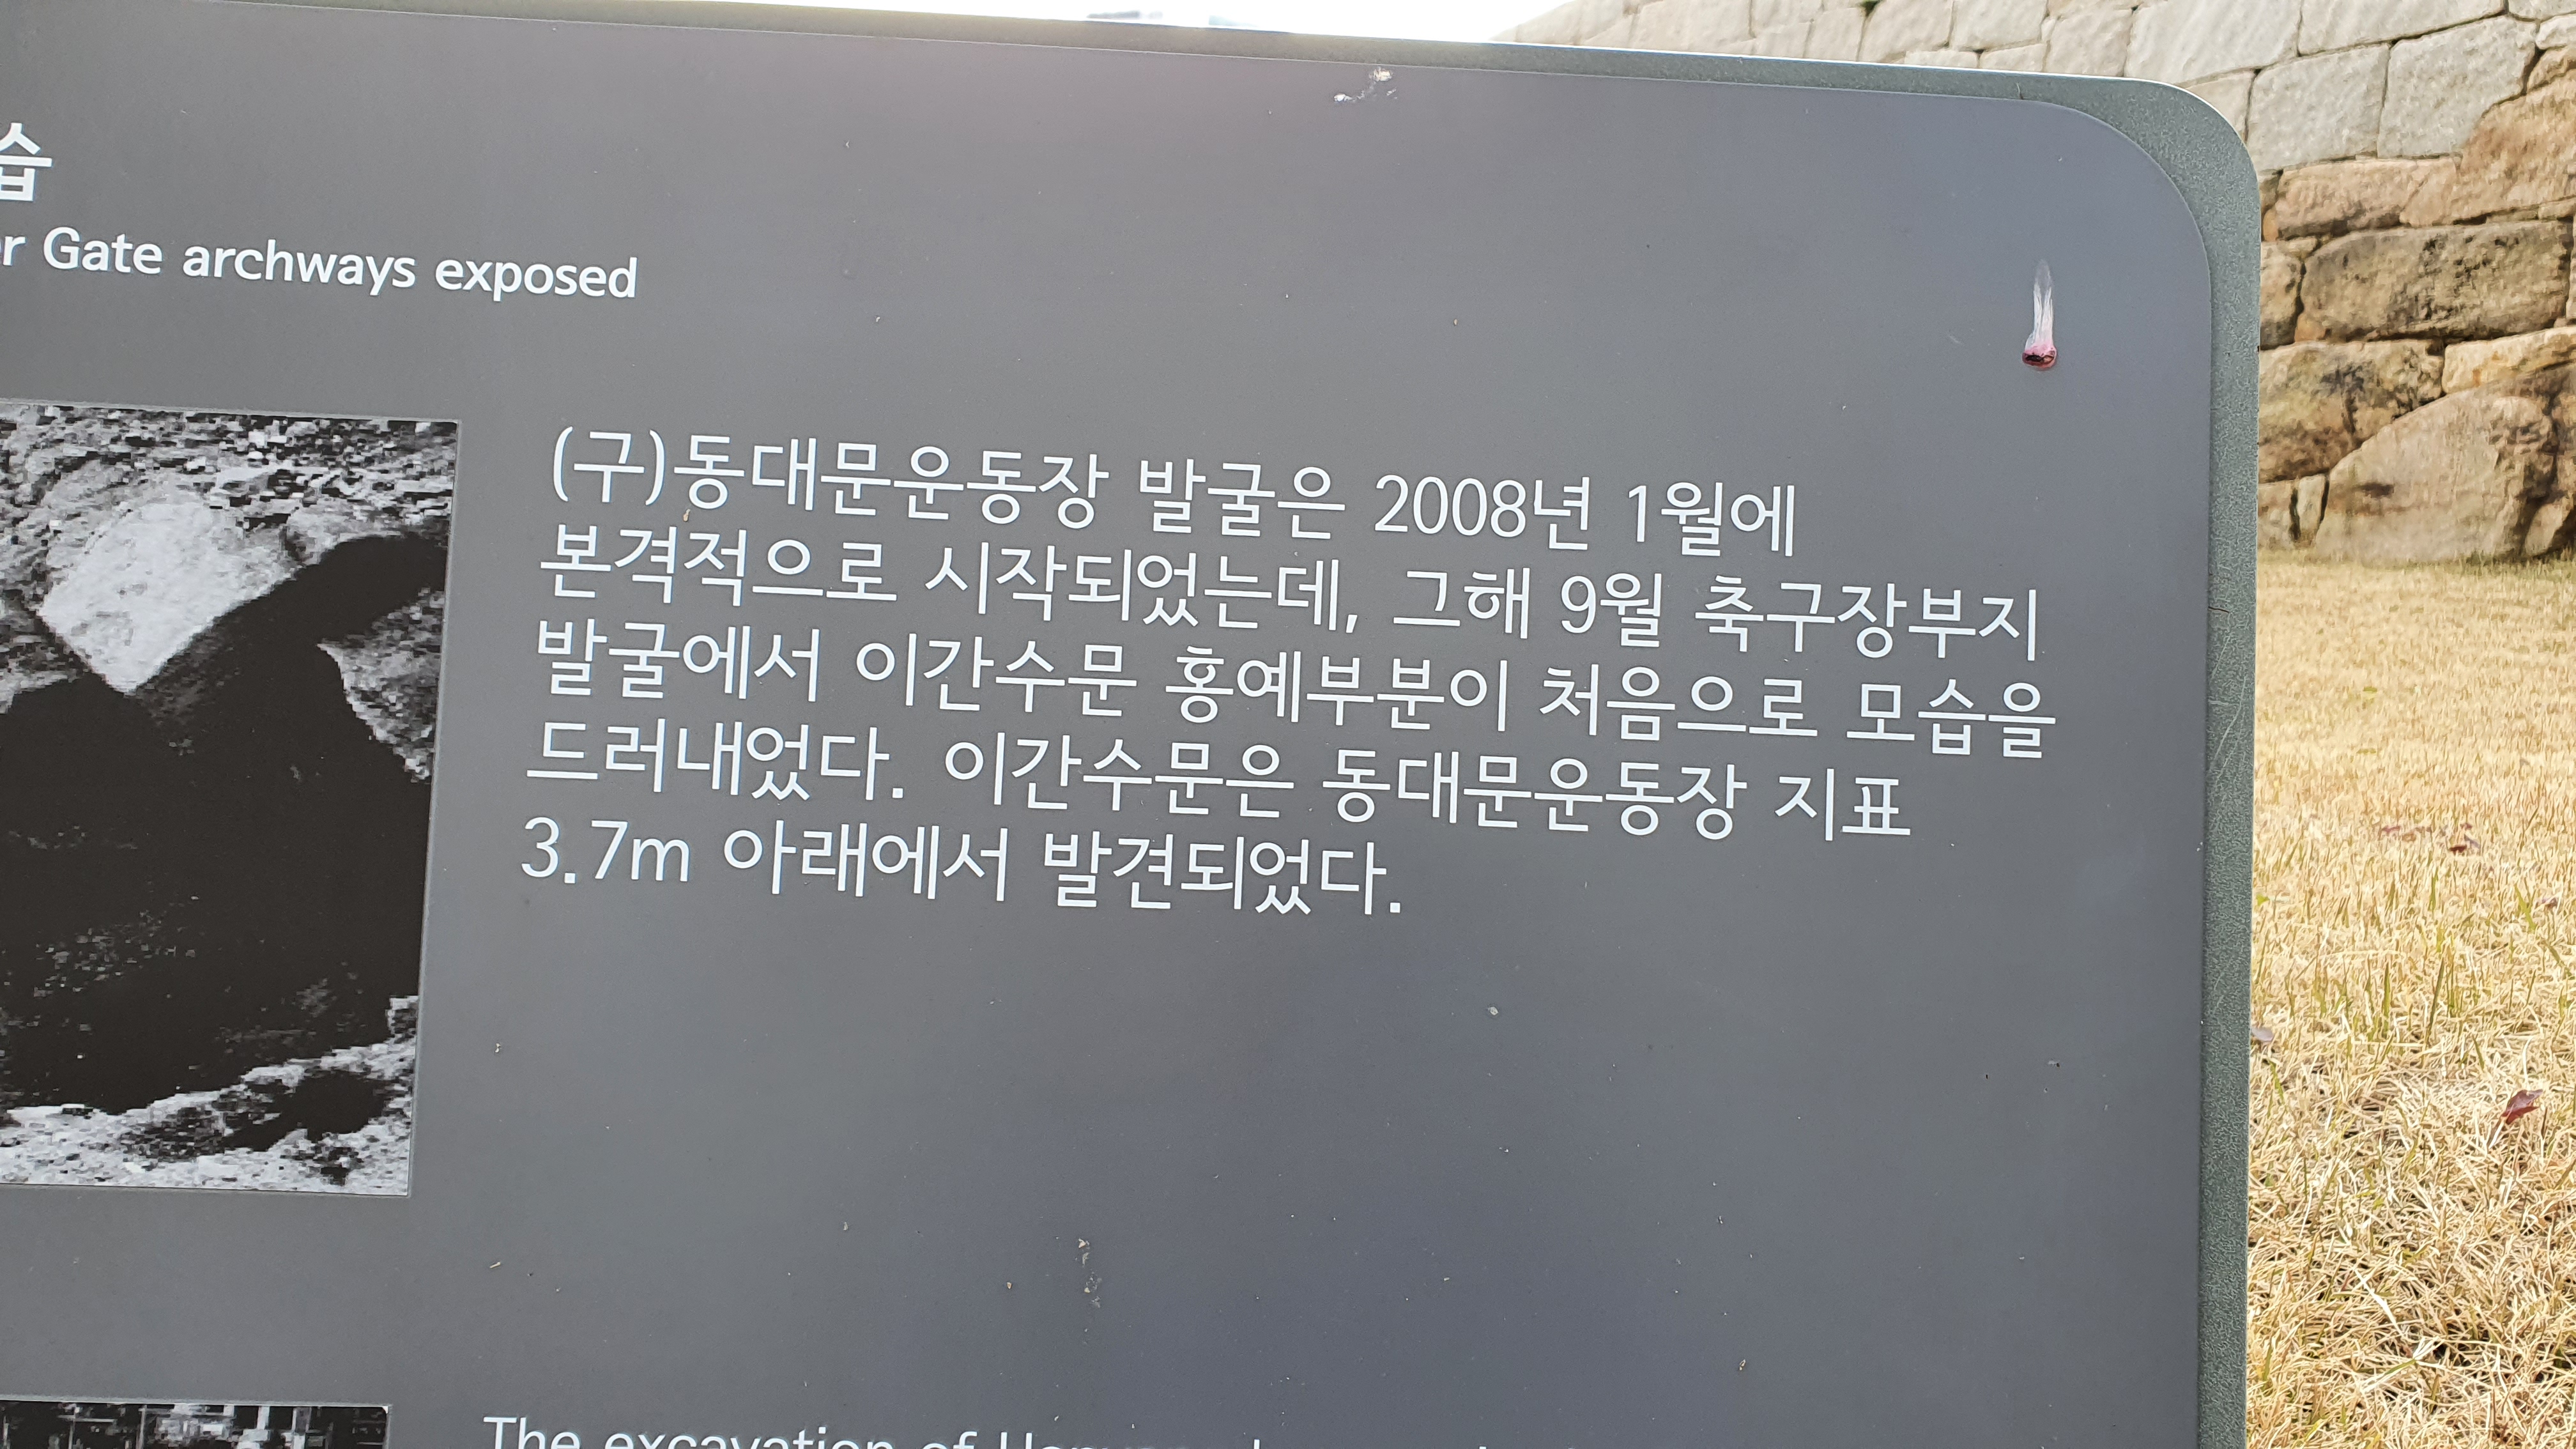 습
Gate archways exposed
(구)동대문운동장 발굴은 2008년 1월에
본격적으로 시작되었는데, 그해 9월 축구장부지
발굴에서 이간수문 홍예부분이 처음으로 모습을
드러내었다. 이간수문은 동대문운동장 지표
3.7m 아래에서 발견되었다.
The excavation of